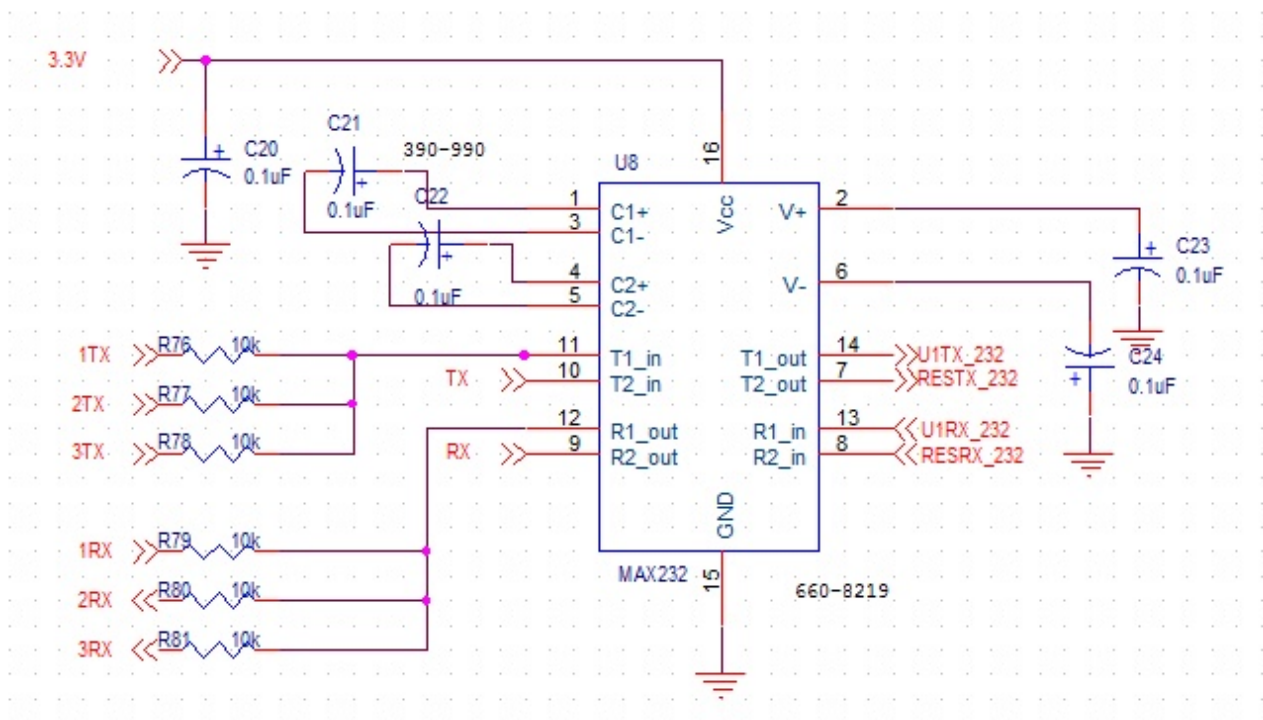 3.3V
C20
0.1uF
C21
390-990
0.1uF
C22
0.1uF
U8
16
Vcc
1
C1+
3
C1-
4
C2+
5
C2-
V+
2
V-
6
C23
0.1uF
C24
0.1uF
1TX
R76
10k
2TX
R77
10k
3TX
R78
10k
TX
11
T1_in
10
T2_in
T1_out
14
U1TX_232
T2_out
7
RESTX_232
RX
12
R1_out
9
R2_out
R1_in
13
U1RX_232
R2_in
8
RESRX_232
1RX
R79
10k
2RX
R80
10k
3RX
R81
10k
GND
MAX232
15
660-8219